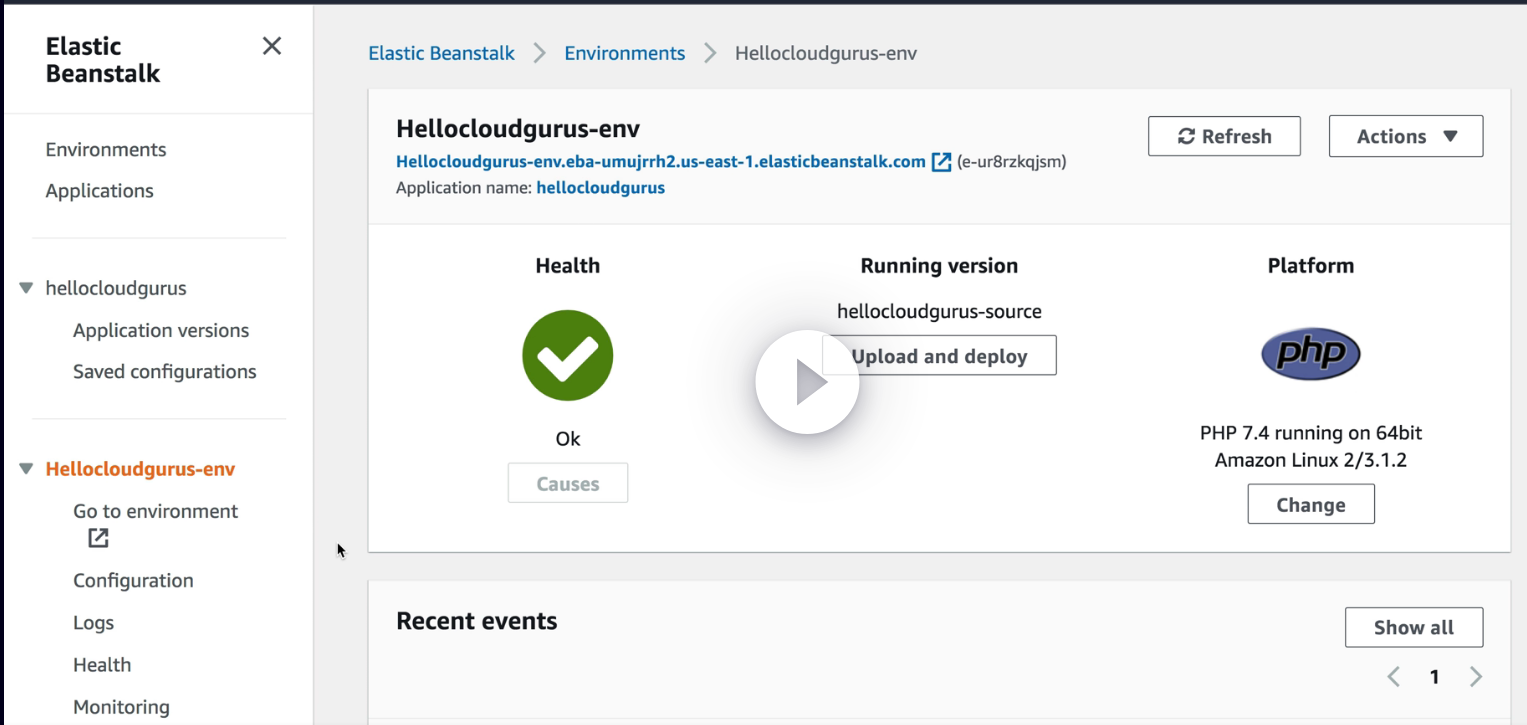 Elastic
Beanstalk
Environments
Applications
hellocloudgurus
Application versions
Saved configurations
Hellocloudgurus-env
Go to environment
Configuration
Logs
Health
Monitoring
Elastic Beanstalk > Environments > Hellocloudgurus-env
Hellocloudgurus-env
Hellocloudgurus-env.eba-umujrrh2.us-east-1.elasticbeanstalk.com (e-ur8rzkqjsm)
Application name: hellocloudgurus
Refresh
Actions
Health
Ok
Causes
Running version
hellocloudgurus-source
Upload and deploy
Platform
php
PHP 7.4 running on 64bit
Amazon Linux 2/3.1.2
Change
Recent events
Show all
1